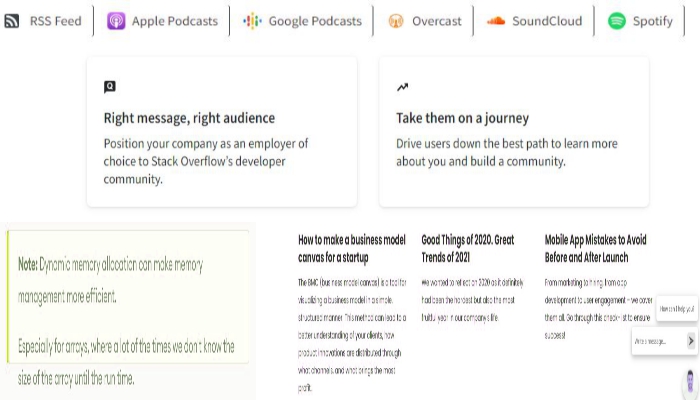 RSS Feed
Apple Podcasts
Google Podcasts
Overcast
SoundCloud
Spotify
Right message, right audience
Position your company as an employer of
choice to Stack Overflow's developer
community.
Take them on a journey
Drive users down the best path to learn more
about you and build a community.
Note: Dynamic memory allocation can make memory
management more efficient.
Especially for arrays, where a lot of the times we don't know the
size of the array until the run time.
How to make a business model
canvas for a startup
The BMC (business model canvas) is a tool for
visualizing a business model in a simple,
structured manner. This method can lead to a
better understanding of your clients, how
product innovations are distributed through
what channels, and what brings the most
profit.
Good Things of 2020. Great
Trends of 2021
We wanted to reflect on 2020 as it definitely
had been the hardest but also the most
fruitful year in our company's life.
Mobile App Mistakes to Avoid
Before and After Launch
From marketing to hiring, from app
development to user engagement – we cover
them all. Go through this check-list to ensure
success!
How can I help you?
Write a message...